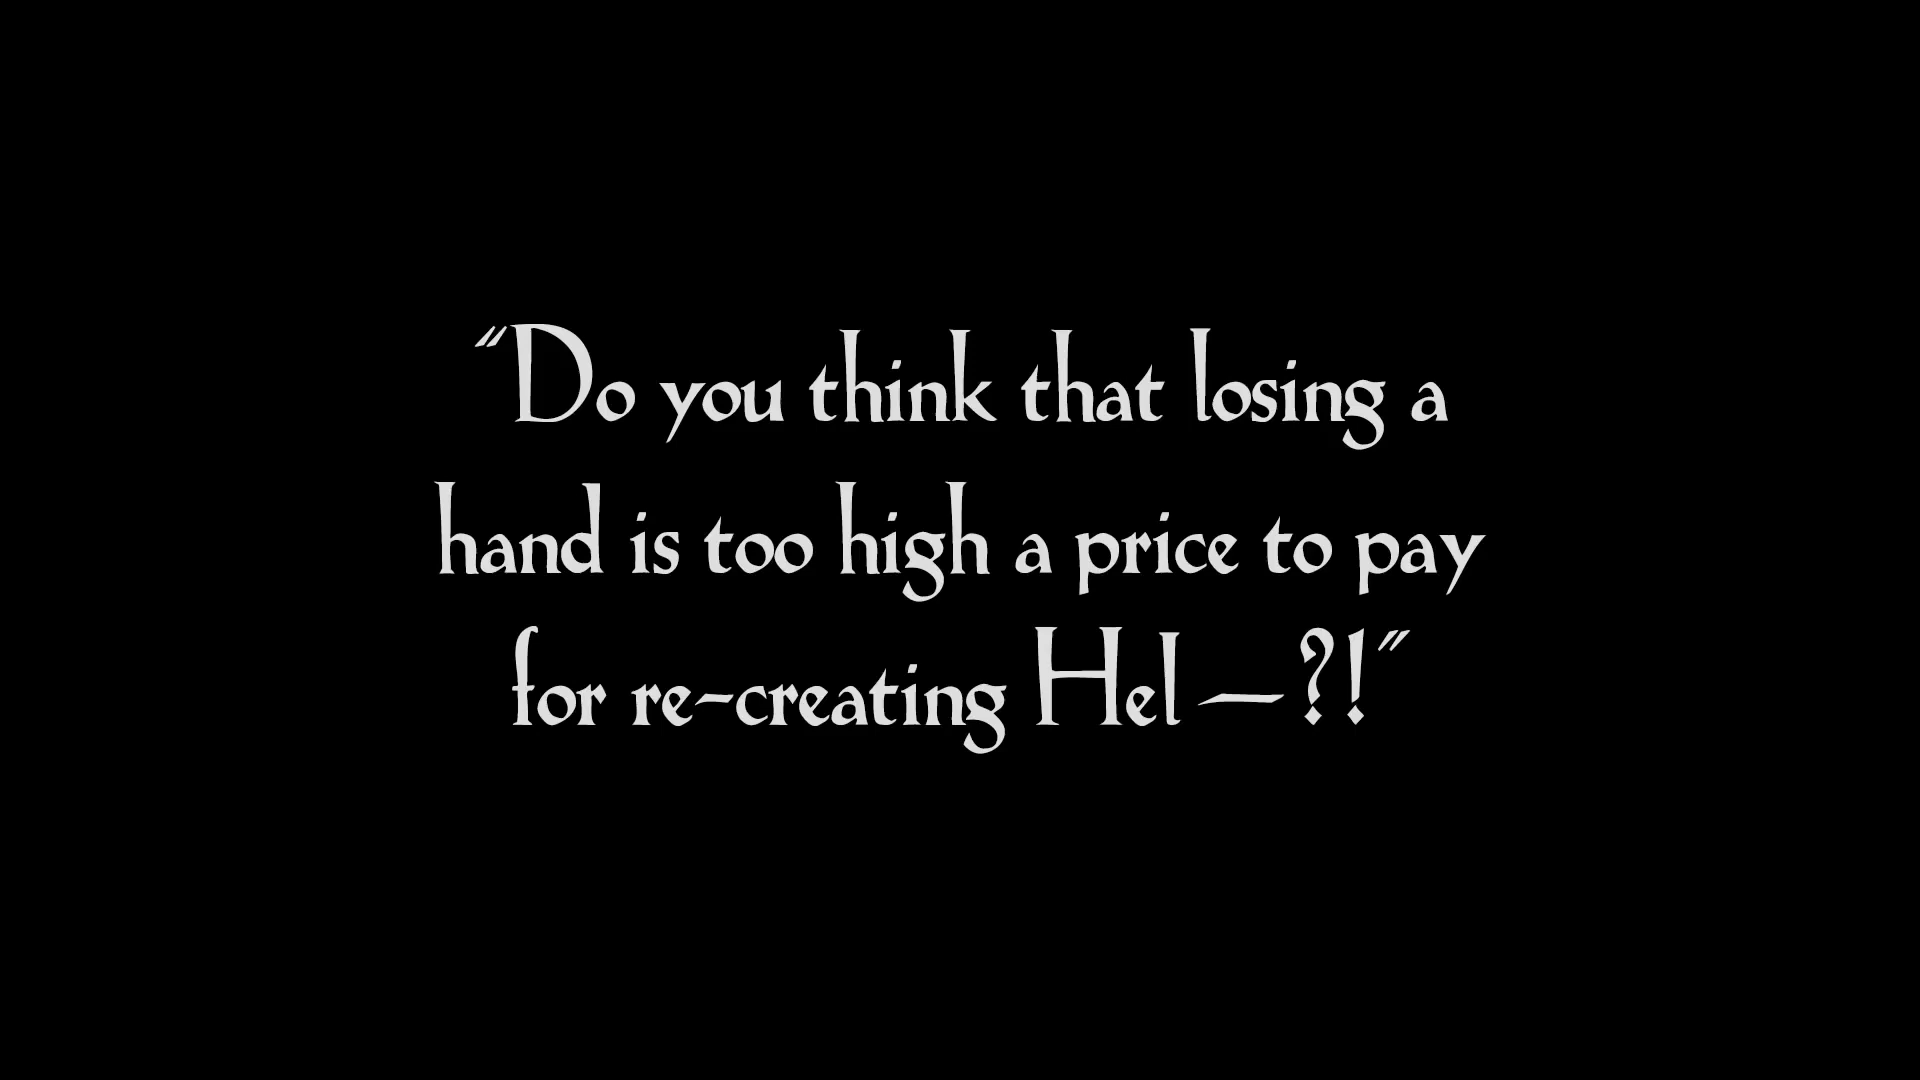 "Do you think that losing a
hand is too high a price to pay
for re-creating Hel—?!"